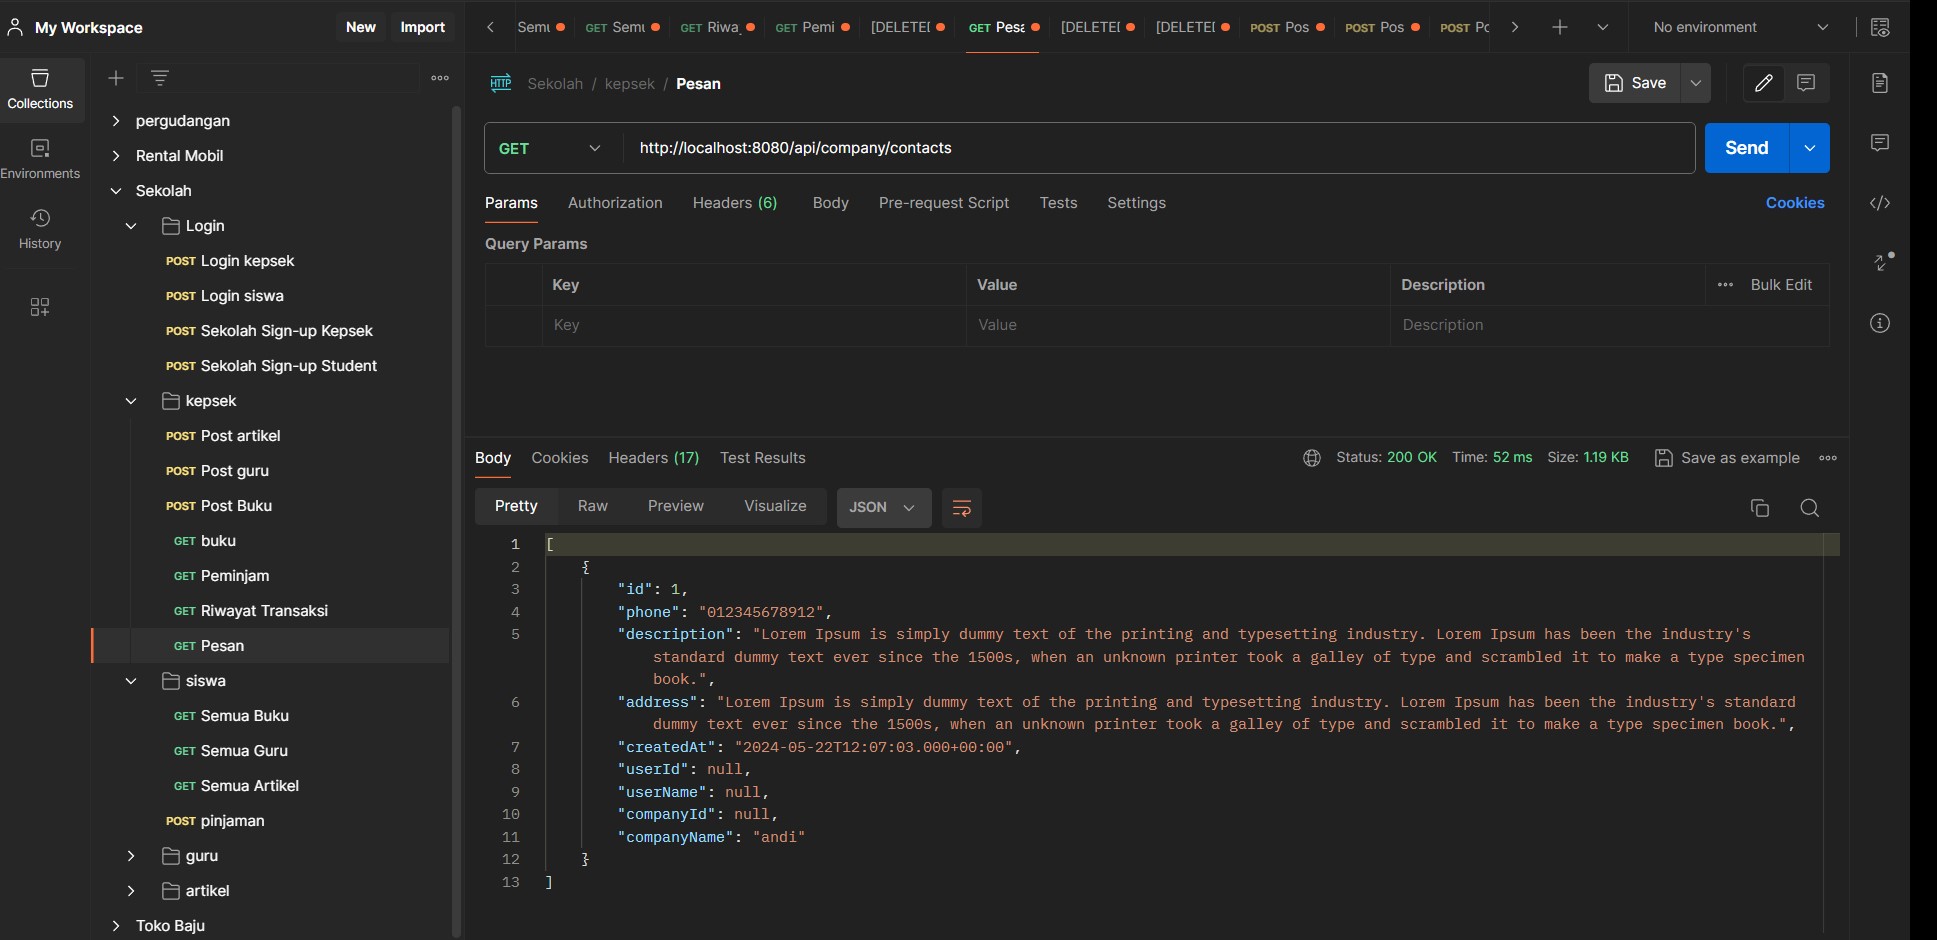 My Workspace
New
Import
Semu
GET Semu
GET Riwa
GET Pemi
[DELETE]
GET Pesa
[DELETE]
[DELETE]
POST Pos
POST Pos
POST Po
No environment
Collections
Environments
History
pergudangan
Rental Mobil
Sekolah
Login
POST Login kepsek
POST Login siswa
POST Sekolah Sign-up Kepsek
POST Sekolah Sign-up Student
kepsek
POST Post artikel
POST Post guru
POST Post Buku
GET buku
GET Peminjam
GET Riwayat Transaksi
GET Pesan
siswa
GET Semua Buku
GET Semua Guru
GET Semua Artikel
POST pinjaman
guru
artikel
Toko Baju
HTTP Sekolah / kepsek / Pesan
Save
GET http://localhost:8080/api/company/contacts
Send
Params Authorization Headers (6) Body Pre-request Script Tests Settings Cookies
Query Params
Key Value Description Bulk Edit
Key Value Description
Body Cookies Headers (17) Test Results Status: 200 OK Time: 52 ms Size: 1.19 KB Save as example
Pretty Raw Preview Visualize JSON
1 [
2 {
3 "id": 1,
4 "phone": "012345678912",
5 "description": "Lorem Ipsum is simply dummy text of the printing and typesetting industry. Lorem Ipsum has been the industry's
standard dummy text ever since the 1500s, when an unknown printer took a galley of type and scrambled it to make a type specimen
book.",
6 "address": "Lorem Ipsum is simply dummy text of the printing and typesetting industry. Lorem Ipsum has been the industry's standard
dummy text ever since the 1500s, when an unknown printer took a galley of type and scrambled it to make a type specimen book.",
7 "createdAt": "2024-05-22T12:07:03.000+00:00",
8 "userId": null,
9 "userName": null,
10 "companyId": null,
11 "companyName": "andi"
12 }
13 ]